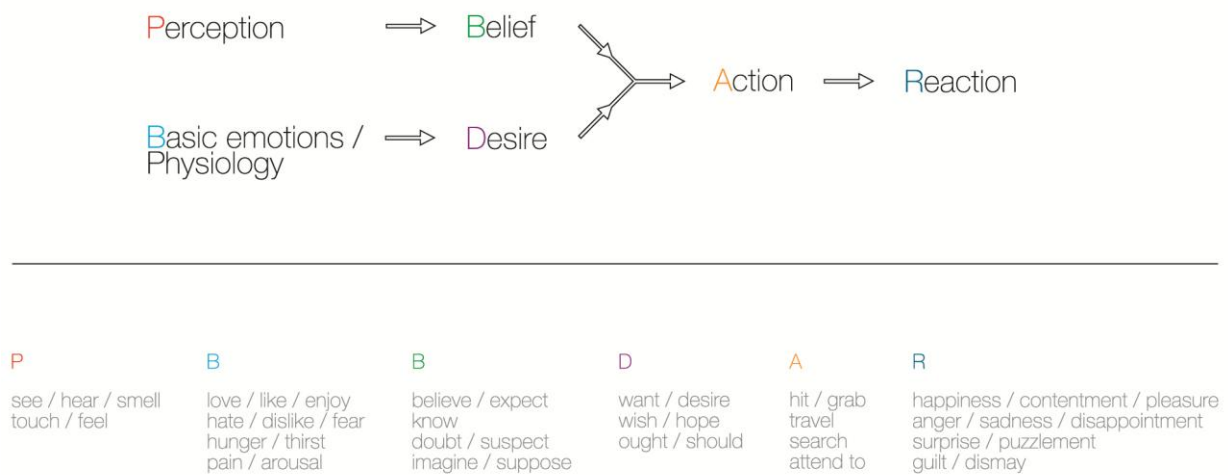 Perception
Belief
Action
Reaction
Basic emotions /
Physiology
Desire
P
see / hear / smell
touch / feel
B
love / like / enjoy
hate / dislike / fear
hunger / thirst
pain / arousal
B
believe / expect
know
doubt / suspect
imagine / suppose
D
want / desire
wish / hope
ought / should
A
hit / grab
travel
search
attend to
R
happiness / contentment / pleasure
anger / sadness / disappointment
surprise / puzzlement
guilt / dismay